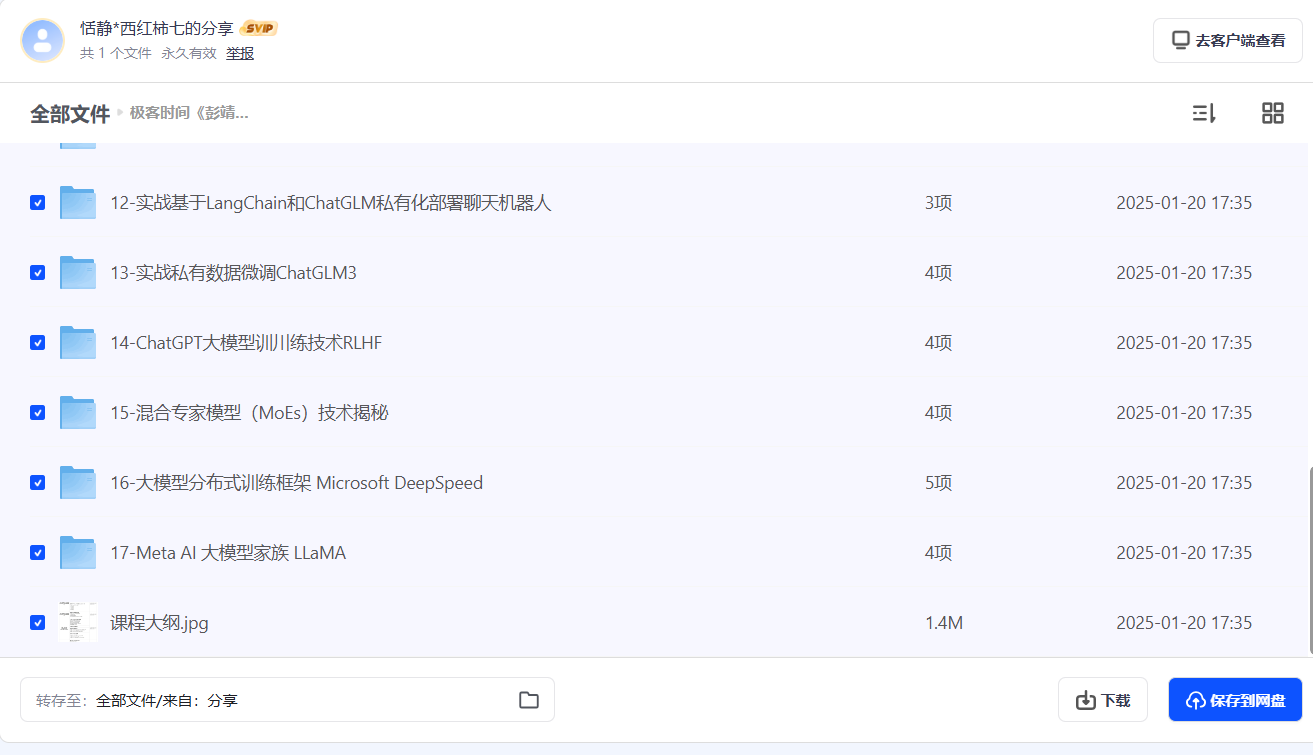 恬静*西红柿七的分享 SVIP
共 1 个文件 永久有效 举报
去客户端查看
全部文件 极客时间《彭靖...
12-实战基于LangChain和ChatGLM私有化部署聊天机器人 3项 2025-01-20 17:35
13-实战私有数据微调ChatGLM3 4项 2025-01-20 17:35
14-ChatGPT大模型训川练技术RLHF 4项 2025-01-20 17:35
15-混合专家模型（MoEs）技术揭秘 4项 2025-01-20 17:35
16-大模型分布式训练框架 Microsoft DeepSpeed 5项 2025-01-20 17:35
17-Meta AI 大模型家族 LLaMA 4项 2025-01-20 17:35
课程大纲.jpg 1.4M 2025-01-20 17:35
转存至：全部文件/来自：分享 下载 保存到网盘